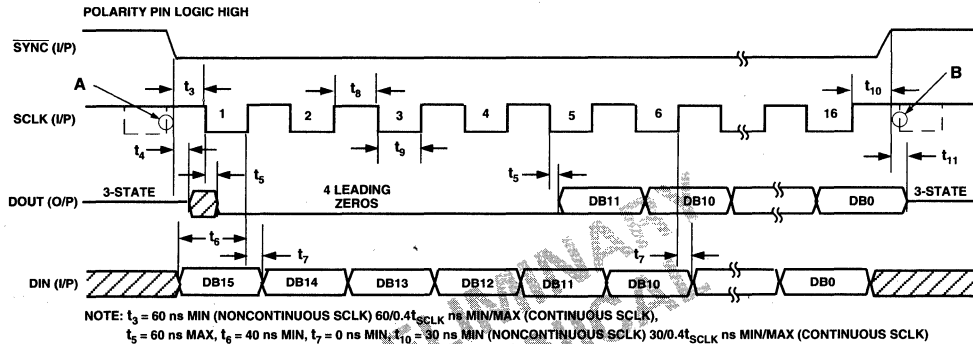 POLARITY PIN LOGIC HIGH
SYNC (I/P)
A
B
t3
t8
t10
SCLK (I/P)
1 2 3 4 5 6 16
t4
t9
t11
t5
t5
3-STATE
4 LEADING
ZEROS
3-STATE
DOUT (O/P)
DB11 DB10 DB0
t6
t7
t7
DIN (I/P)
DB15 DB14 DB13 DB12 DB11 DB10 DB0
NOTE: t3 = 60 ns MIN (NONCONTINUOUS SCLK) 60/0.4tSCLK ns MIN/MAX (CONTINUOUS SCLK),
t5 = 60 ns MAX, t6 = 40 ns MIN, t7 = 0 ns MIN, t10 = 30 ns MIN (NONCONTINUOUS SCLK) 30/0.4tSCLK ns MIN/MAX (CONTINUOUS SCLK)